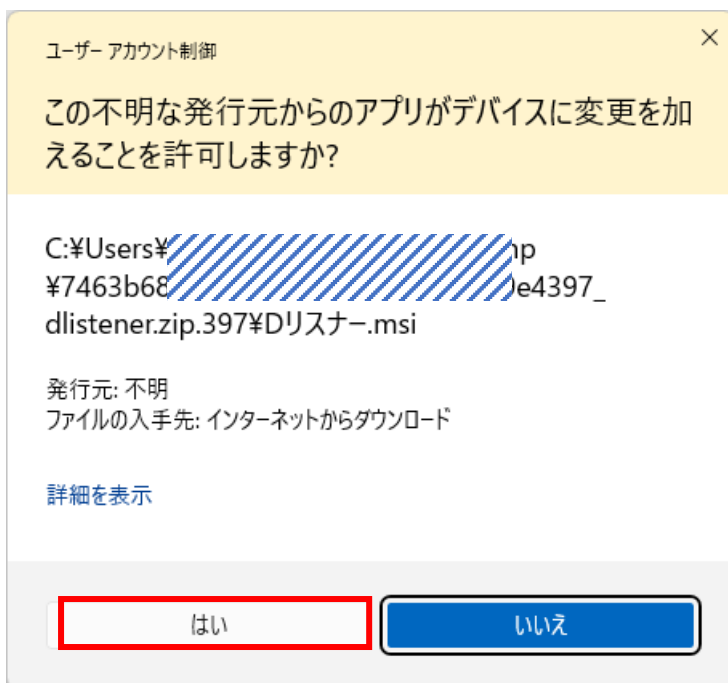 ユーザー アカウント制御
この不明な発行元からのアプリがデバイスに変更を加
えることを許可しますか?
C:¥Users¥
¥7463b68 e4397_
dlistener.zip.397¥Dリスナー.msi
発行元: 不明
ファイルの入手先: インターネットからダウンロード
詳細を表示
はい
いいえ